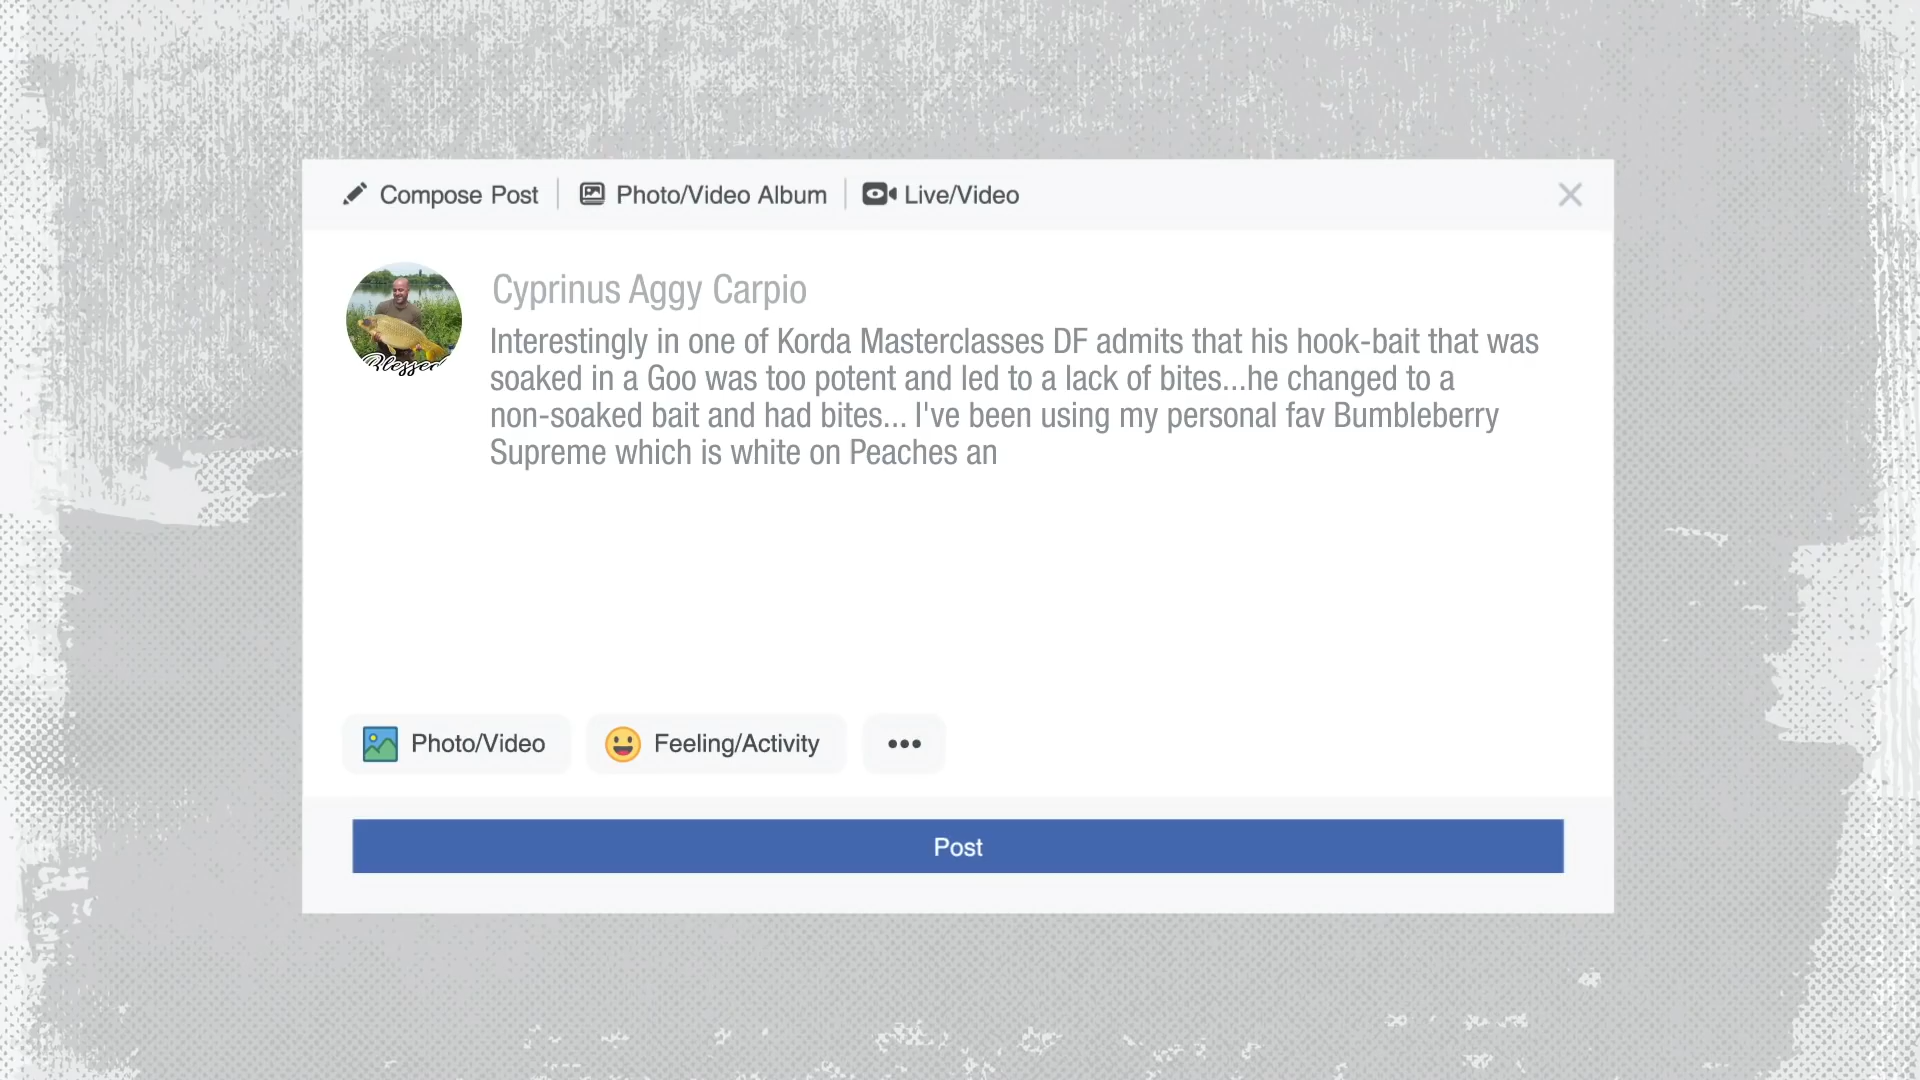 Compose Post
Photo/Video Album
Live/Video
Cyprinus Aggy Carpio
Interestingly in one of Korda Masterclasses DF admits that his hook-bait that was
soaked in a Goo was too potent and led to a lack of bites...he changed to a
non-soaked bait and had bites... I've been using my personal fav Bumbleberry
Supreme which is white on Peaches an
Blessed
Photo/Video
Feeling/Activity
Post